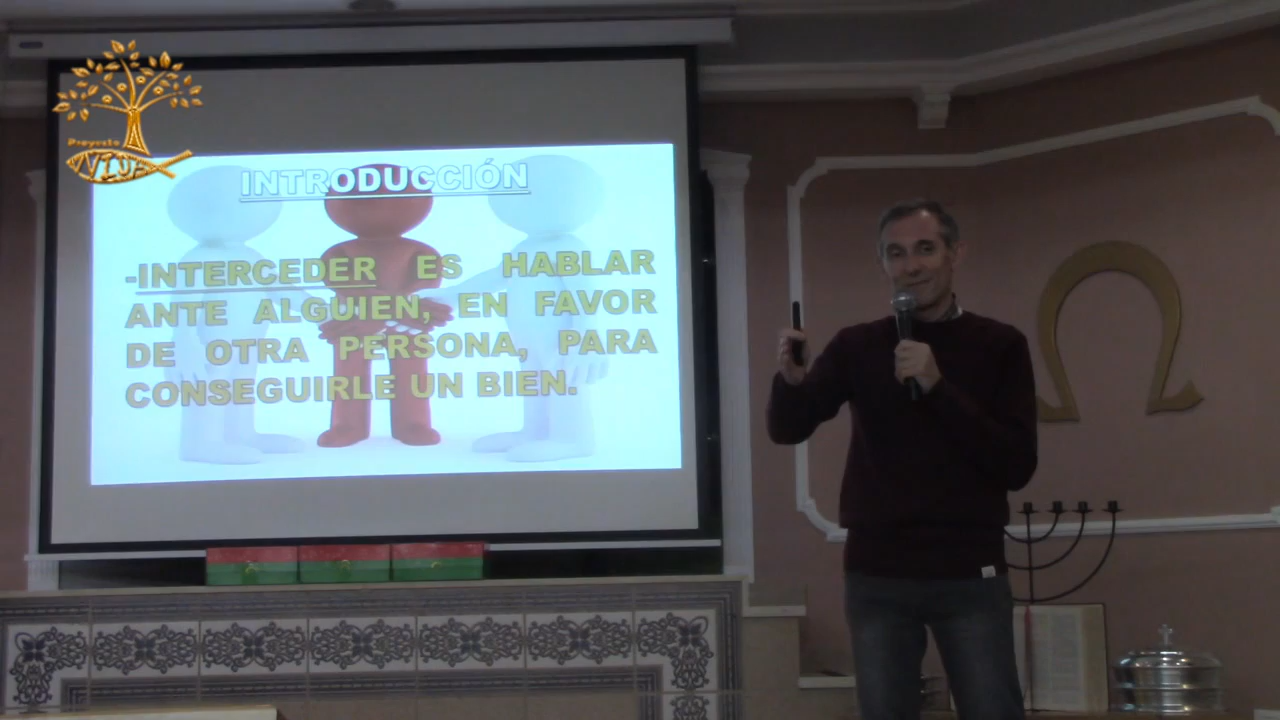 Proyecto
VIDA
INTRODUCCIÓN
-INTERCEDER ES HABLAR
ANTE ALGUIEN, EN FAVOR
DE OTRA PERSONA, PARA
CONSEGUIRLE UN BIEN.
Ω